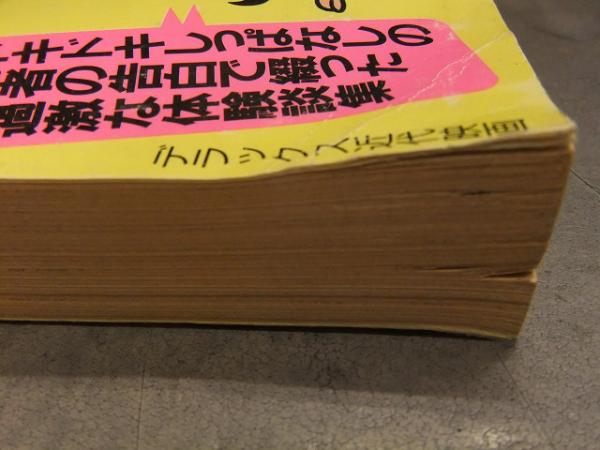 6
ドキドキしっぱなしの
者の告白で綴った
過激な体験談集
デラックス近代映画